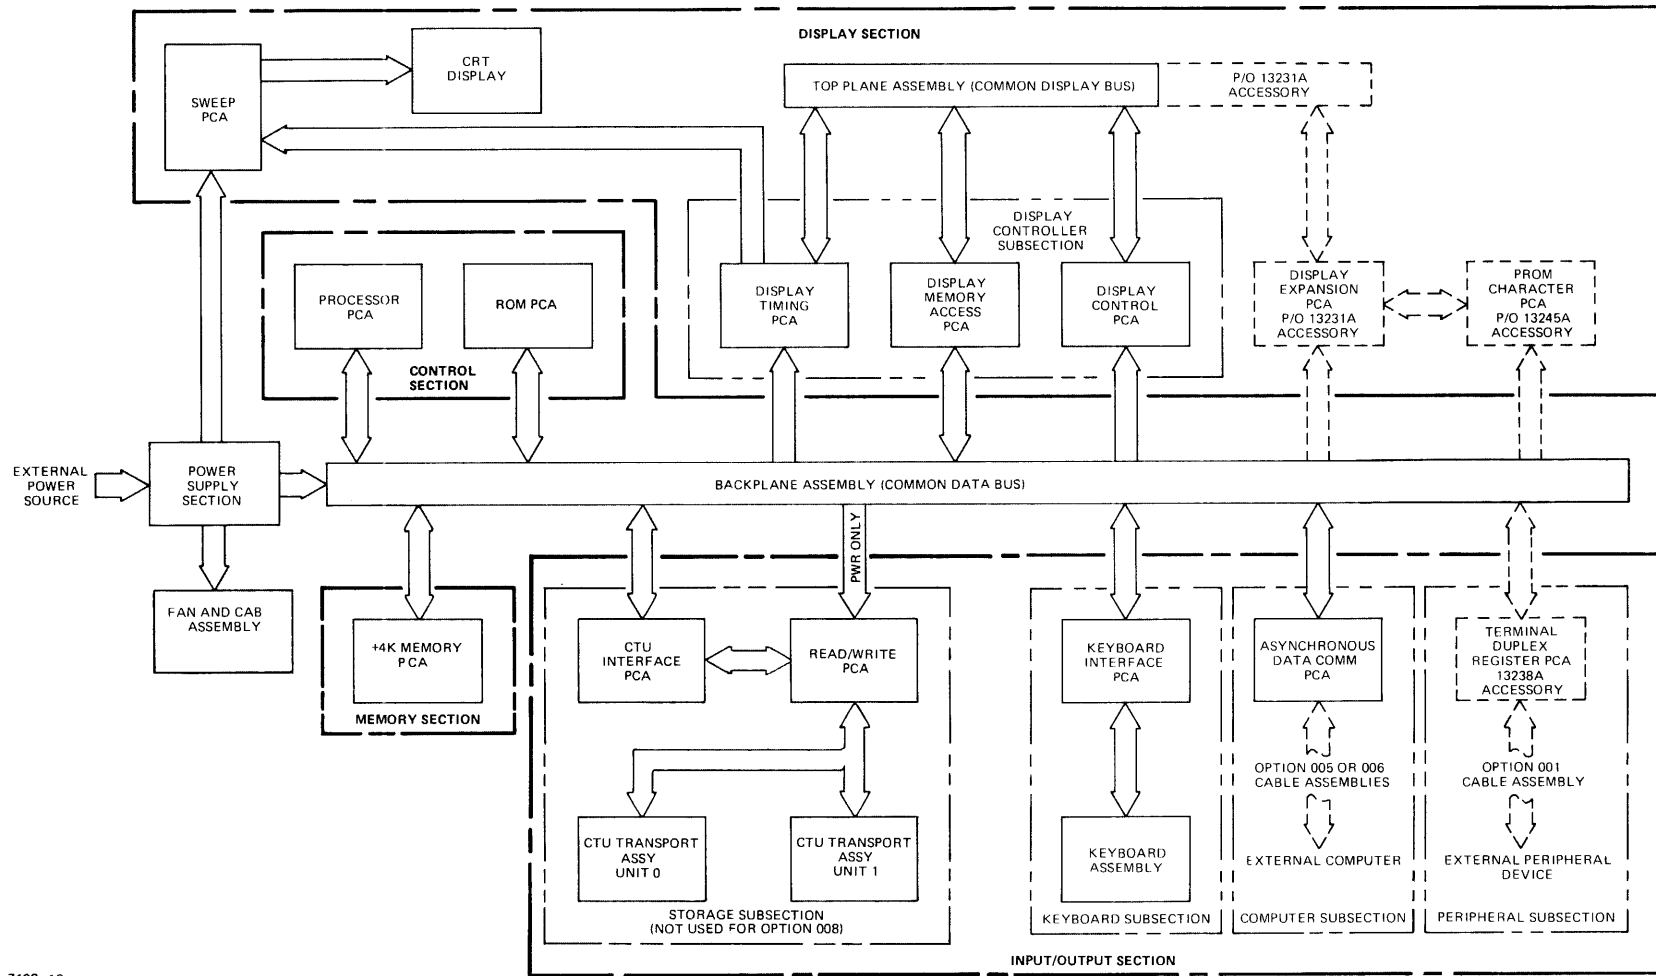 DISPLAY SECTION
CRT
DISPLAY
SWEEP
PCA
TOP PLANE ASSEMBLY (COMMON DISPLAY BUS)
P/O 13231A
ACCESSORY
DISPLAY
CONTROLLER
SUBSECTION
PROCESSOR
PCA
ROM PCA
CONTROL
SECTION
DISPLAY
TIMING
PCA
DISPLAY
MEMORY
ACCESS
PCA
DISPLAY
CONTROL
PCA
DISPLAY
EXPANSION
PCA
P/O 13231A
ACCESSORY
PROM
CHARACTER
PCA
P/O 13245A
ACCESSORY
EXTERNAL
POWER
SOURCE
POWER
SUPPLY
SECTION
BACKPLANE ASSEMBLY (COMMON DATA BUS)
PWR ONLY
FAN AND CAB
ASSEMBLY
+4K MEMORY
PCA
MEMORY SECTION
CTU
INTERFACE
PCA
READ/WRITE
PCA
KEYBOARD
INTERFACE
PCA
ASYNCHRONOUS
DATA COMM
PCA
TERMINAL
DUPLEX
REGISTER PCA
13238A
ACCESSORY
OPTION 005 OR 006
CABLE ASSEMBLIES
OPTION 001
CABLE ASSEMBLY
CTU TRANSPORT
ASSY
UNIT 0
CTU TRANSPORT
ASSY
UNIT 1
KEYBOARD
ASSEMBLY
EXTERNAL COMPUTER
EXTERNAL PERIPHERAL
DEVICE
STORAGE SUBSECTION
(NOT USED FOR OPTION 008)
KEYBOARD SUBSECTION
COMPUTER SUBSECTION
PERIPHERAL SUBSECTION
INPUT/OUTPUT SECTION